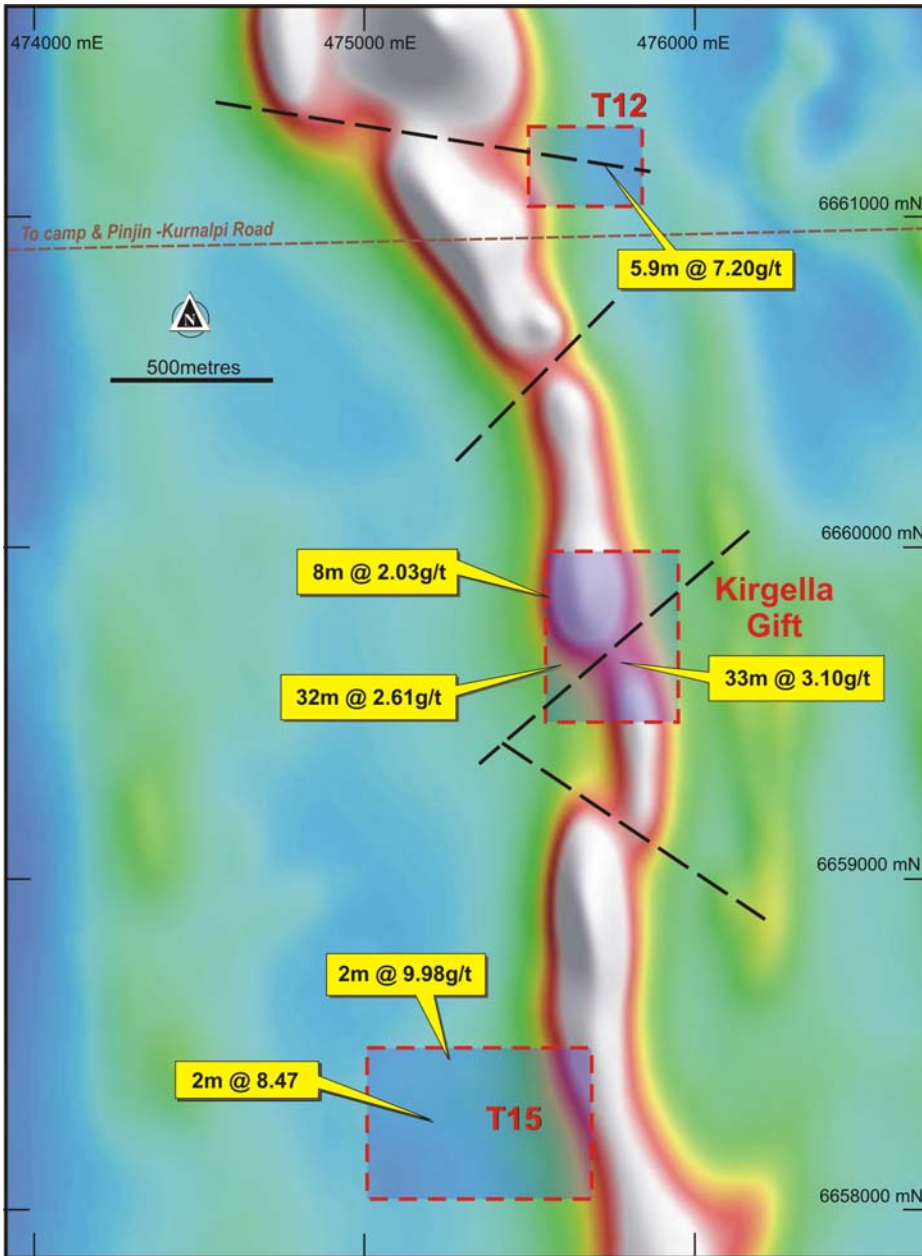 474000 mE
475000 mE
476000 mE
T12
6661000 mN
To camp & Pinjin -Kurnalpi Road
5.9m @ 7.20g/t
N
500metres
6660000 mN
8m @ 2.03g/t
Kirgella
Gift
33m @ 3.10g/t
32m @ 2.61g/t
6659000 mN
2m @ 9.98g/t
2m @ 8.47
T15
6658000 mN